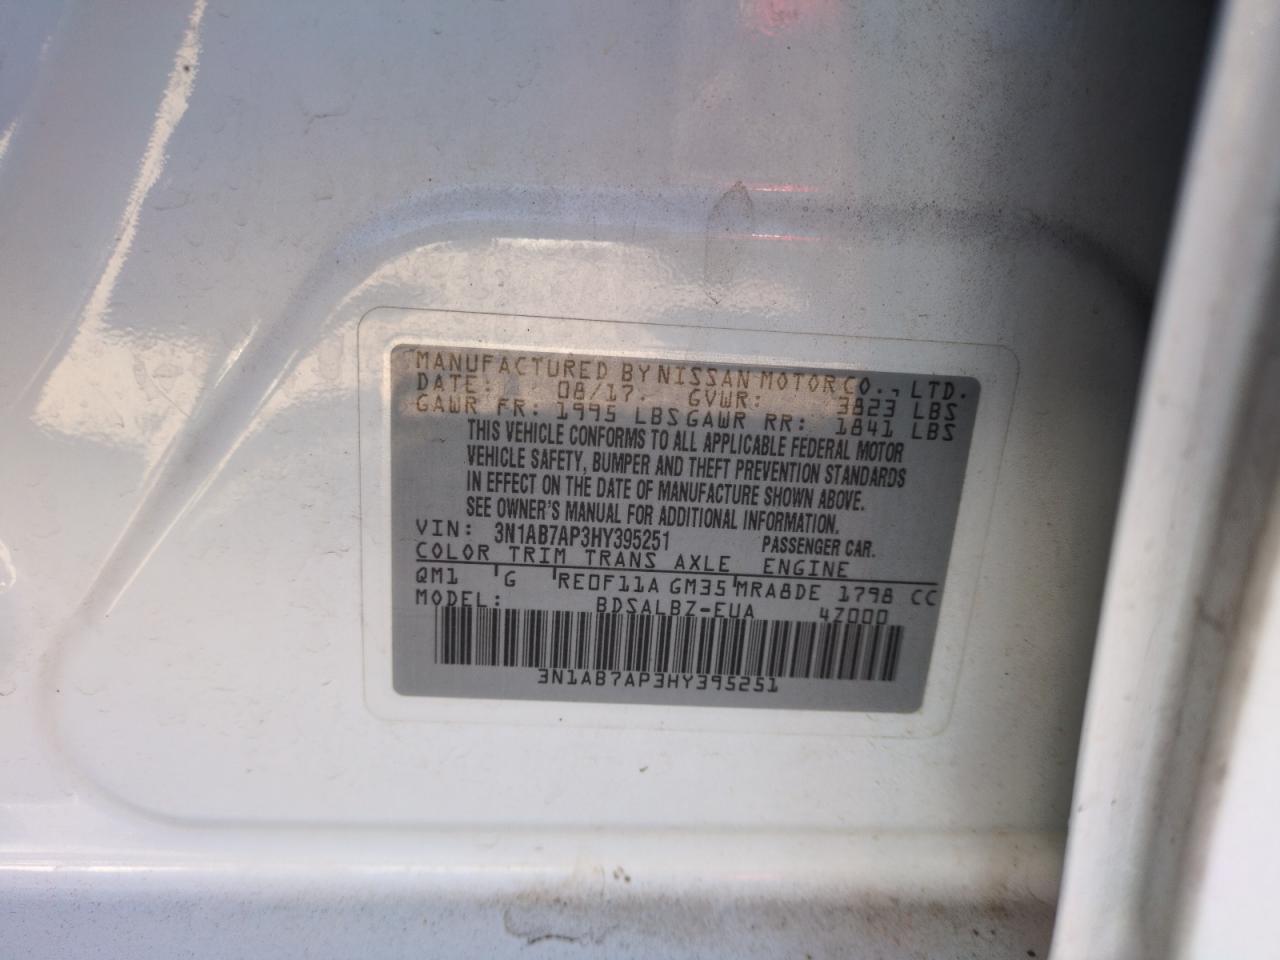 MANUFACTURED BY NISSAN MOTOR CO., LTD.
DATE: 08/17. GVWR: 3823 LBS
GAWR FR: 1995 LBS GAWR RR: 1841 LBS
THIS VEHICLE CONFORMS TO ALL APPLICABLE FEDERAL MOTOR
VEHICLE SAFETY, BUMPER AND THEFT PREVENTION STANDARDS
IN EFFECT ON THE DATE OF MANUFACTURE SHOWN ABOVE.
SEE OWNER'S MANUAL FOR ADDITIONAL INFORMATION.
VIN: 3N1AB7AP3HY395251 PASSENGER CAR.
COLOR TRIM TRANS AXLE ENGINE
QM1 G RE0F11A GM35 MRA8DE 1798 CC
MODEL: BDSALBZ-EUA 4Z000
3N1AB7AP3HY395251